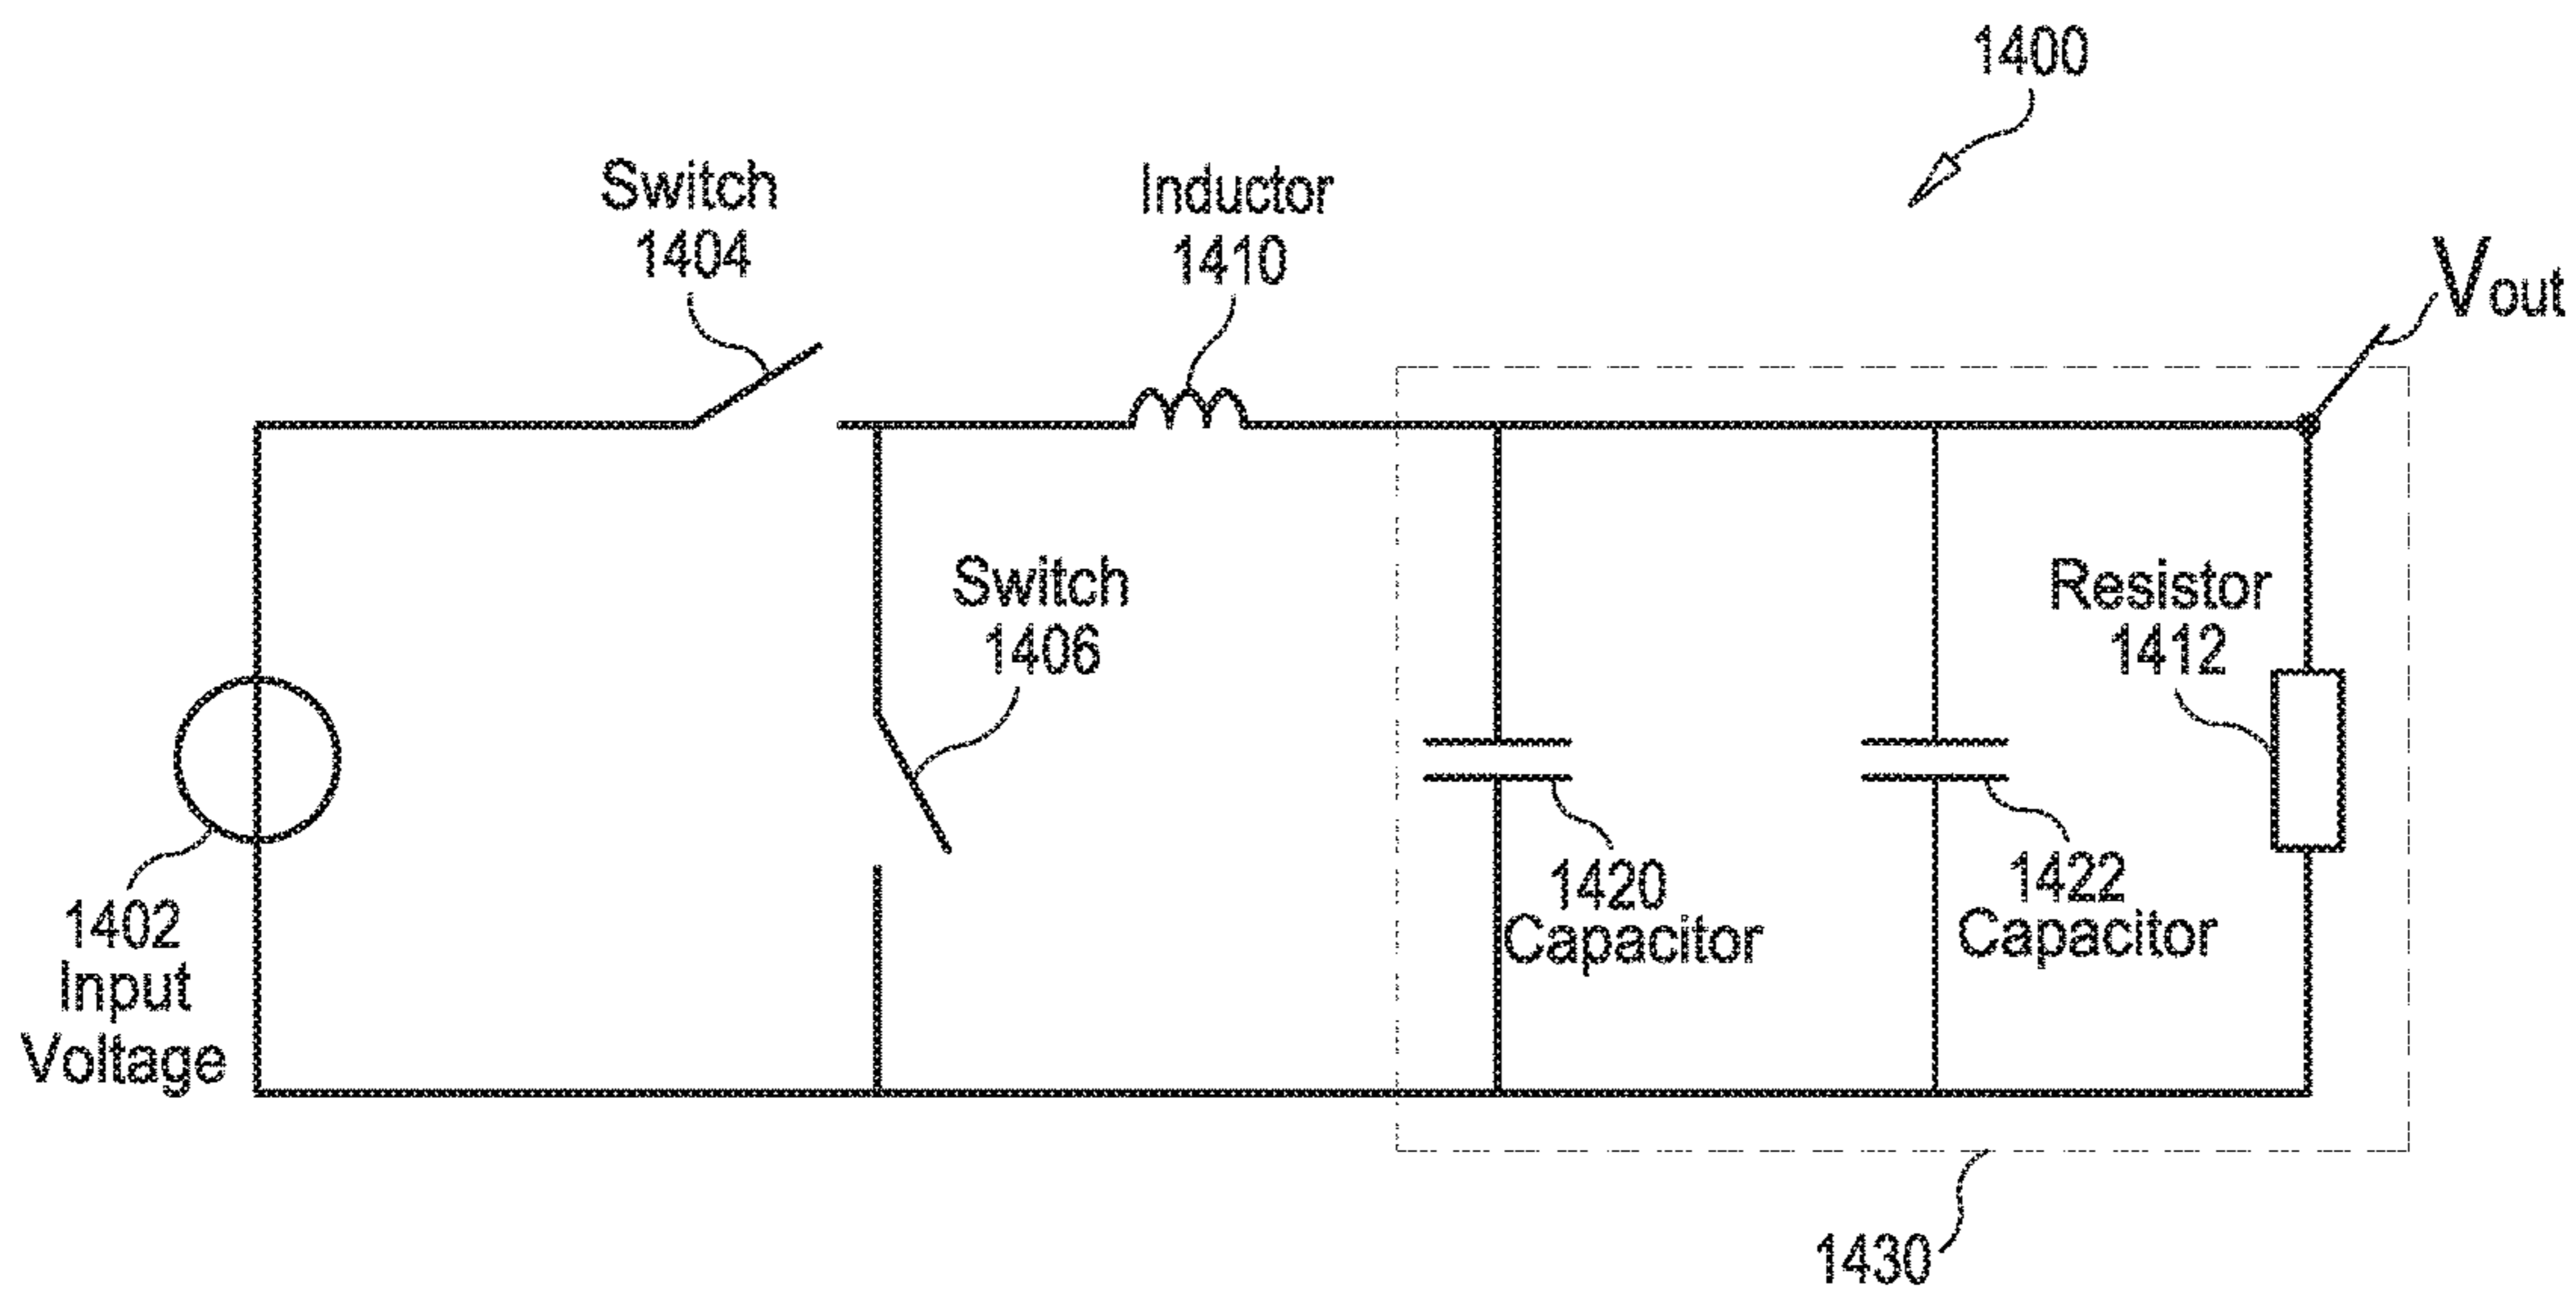 1400
Switch
1404
Inductor
1410
Vout
Switch
1406
Resistor
1412
1402
Input
Voltage
1420
Capacitor
1422
Capacitor
1430